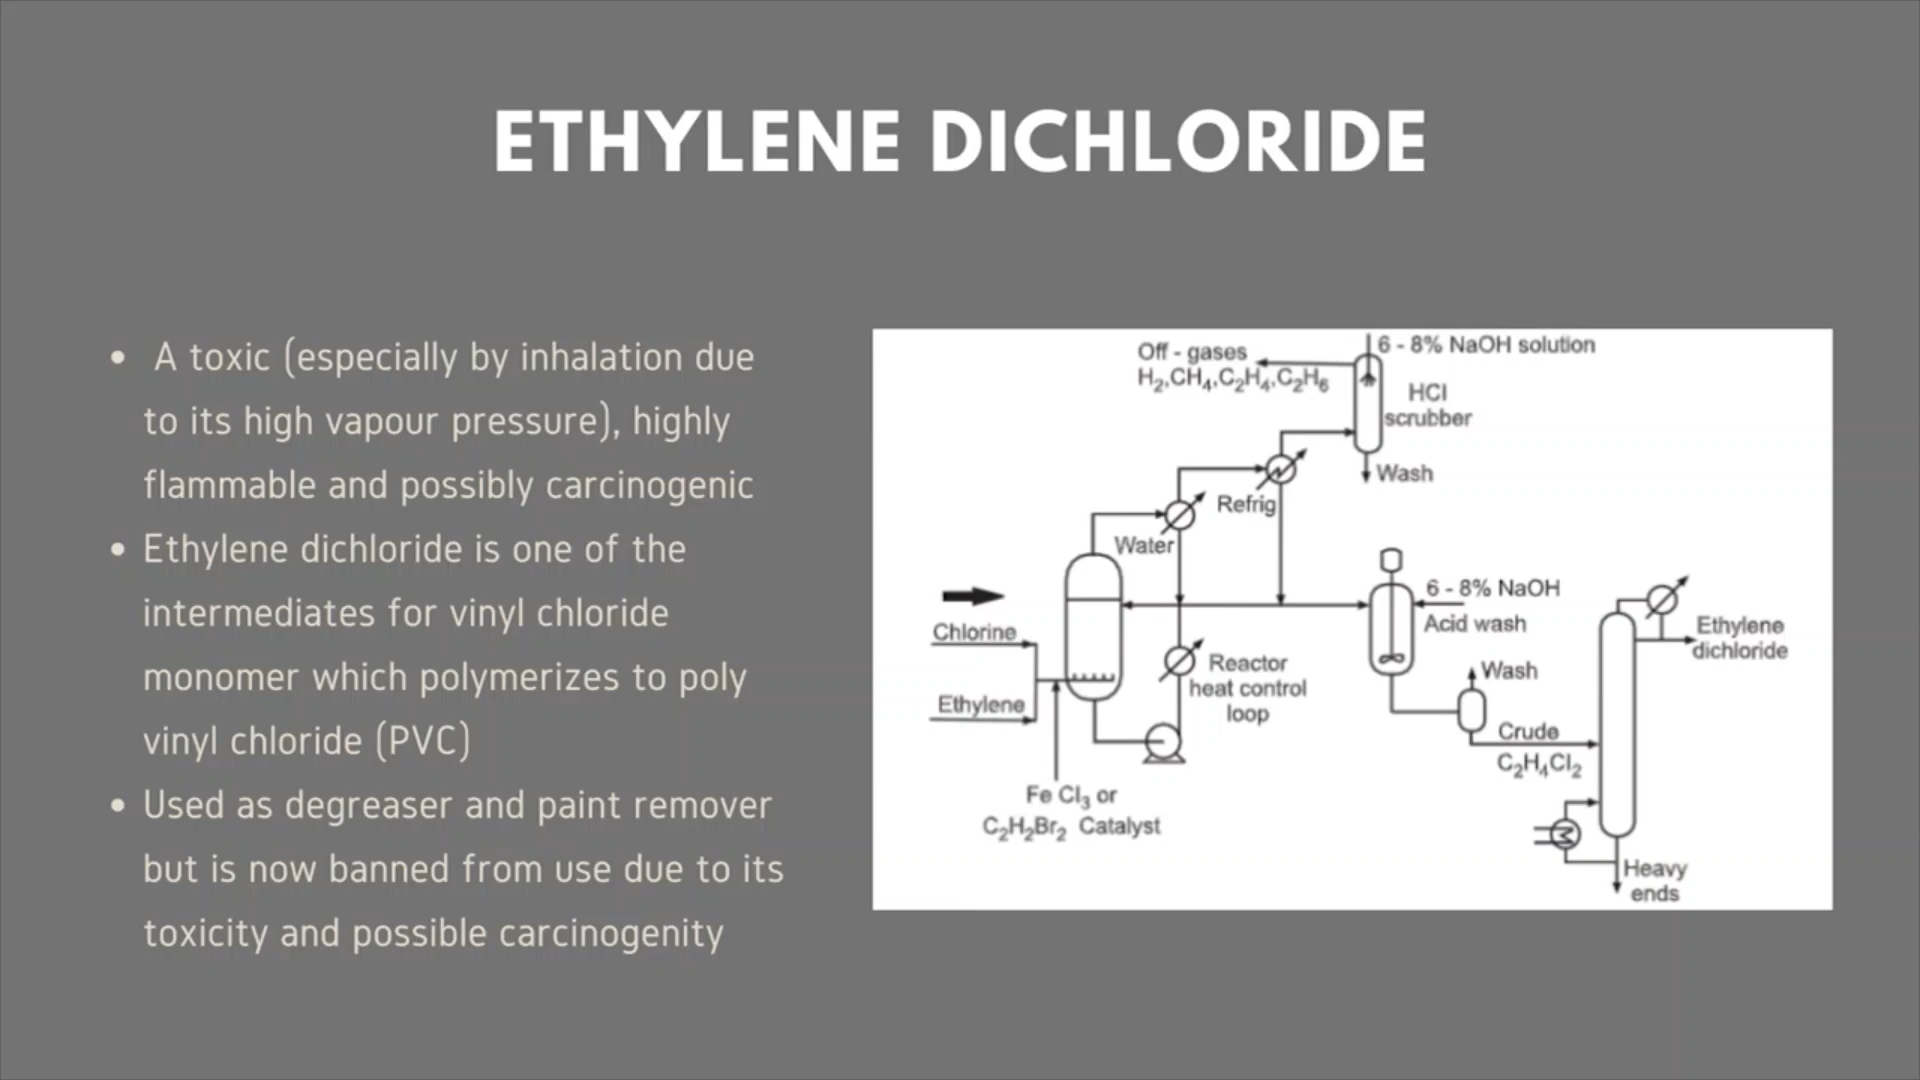 ETHYLENE DICHLORIDE
• A toxic (especially by inhalation due
to its high vapour pressure), highly
flammable and possibly carcinogenic
• Ethylene dichloride is one of the
intermediates for vinyl chloride
monomer which polymerizes to poly
vinyl chloride (PVC)
• Used as degreaser and paint remover
but is now banned from use due to its
toxicity and possible carcinogenity
6 - 8% NaOH solution
Off - gases
H₂,CH₄,C₂H₄,C₂H₆
HCl
scrubber
Wash
Refrig
Water
6 - 8% NaOH
Acid wash
Chlorine
Ethylene
dichloride
Reactor
heat control
loop
Wash
Ethylene
Crude
C₂H₄Cl₂
Fe Cl₃ or
C₂H₂Br₂ Catalyst
Heavy
ends